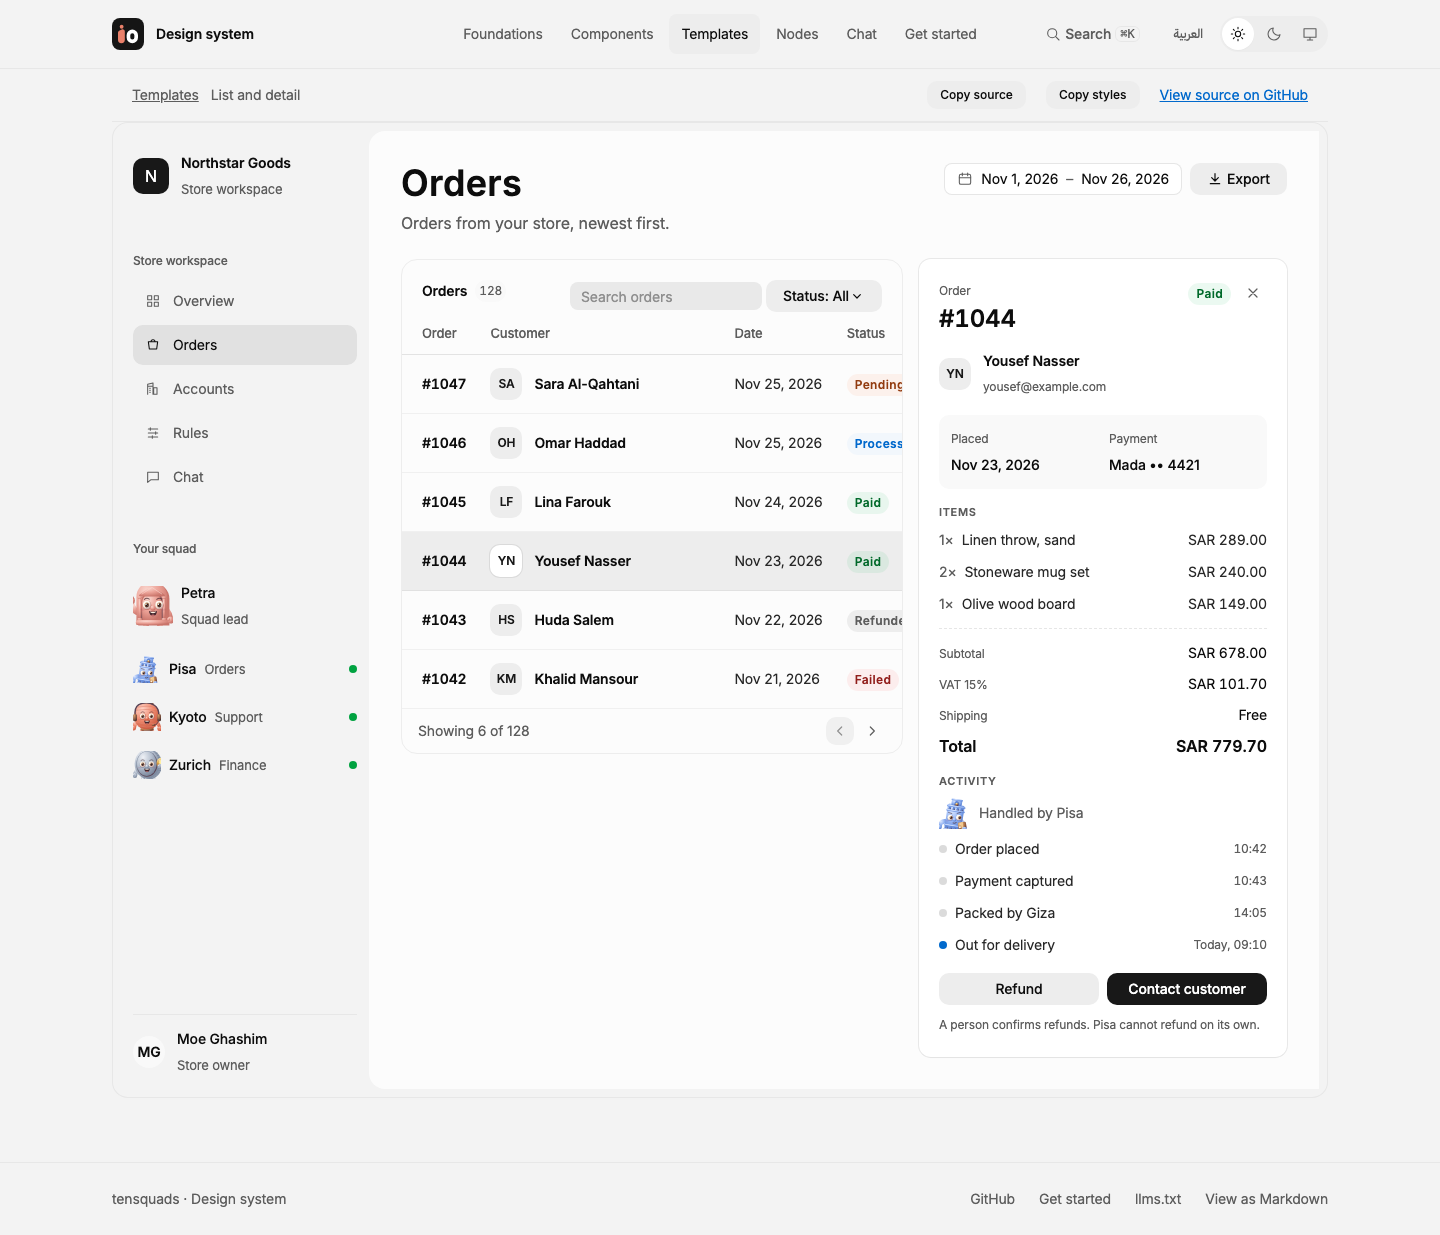 io Design system Foundations Components Templates Nodes Chat Get started Search ⌘K العربية
Templates List and detail Copy source Copy styles View source on GitHub
N Northstar Goods
Store workspace
Store workspace
Overview
Orders
Accounts
Rules
Chat
Your squad
Petra
Squad lead
Pisa Orders
Kyoto Support
Zurich Finance
MG Moe Ghashim
Store owner
Orders
Orders from your store, newest first.
Nov 1, 2026 – Nov 26, 2026 Export
Orders 128 Search orders Status: All
Order Customer Date Status
#1047 SA Sara Al-Qahtani Nov 25, 2026 Pending
#1046 OH Omar Haddad Nov 25, 2026 Process
#1045 LF Lina Farouk Nov 24, 2026 Paid
#1044 YN Yousef Nasser Nov 23, 2026 Paid
#1043 HS Huda Salem Nov 22, 2026 Refunde
#1042 KM Khalid Mansour Nov 21, 2026 Failed
Showing 6 of 128
Order Paid
#1044
YN Yousef Nasser
yousef@example.com
Placed Payment
Nov 23, 2026 Mada •• 4421
ITEMS
1× Linen throw, sand SAR 289.00
2× Stoneware mug set SAR 240.00
1× Olive wood board SAR 149.00
Subtotal SAR 678.00
VAT 15% SAR 101.70
Shipping Free
Total SAR 779.70
ACTIVITY
Handled by Pisa
Order placed 10:42
Payment captured 10:43
Packed by Giza 14:05
Out for delivery Today, 09:10
Refund Contact customer
A person confirms refunds. Pisa cannot refund on its own.
tensquads · Design system GitHub Get started llms.txt View as Markdown